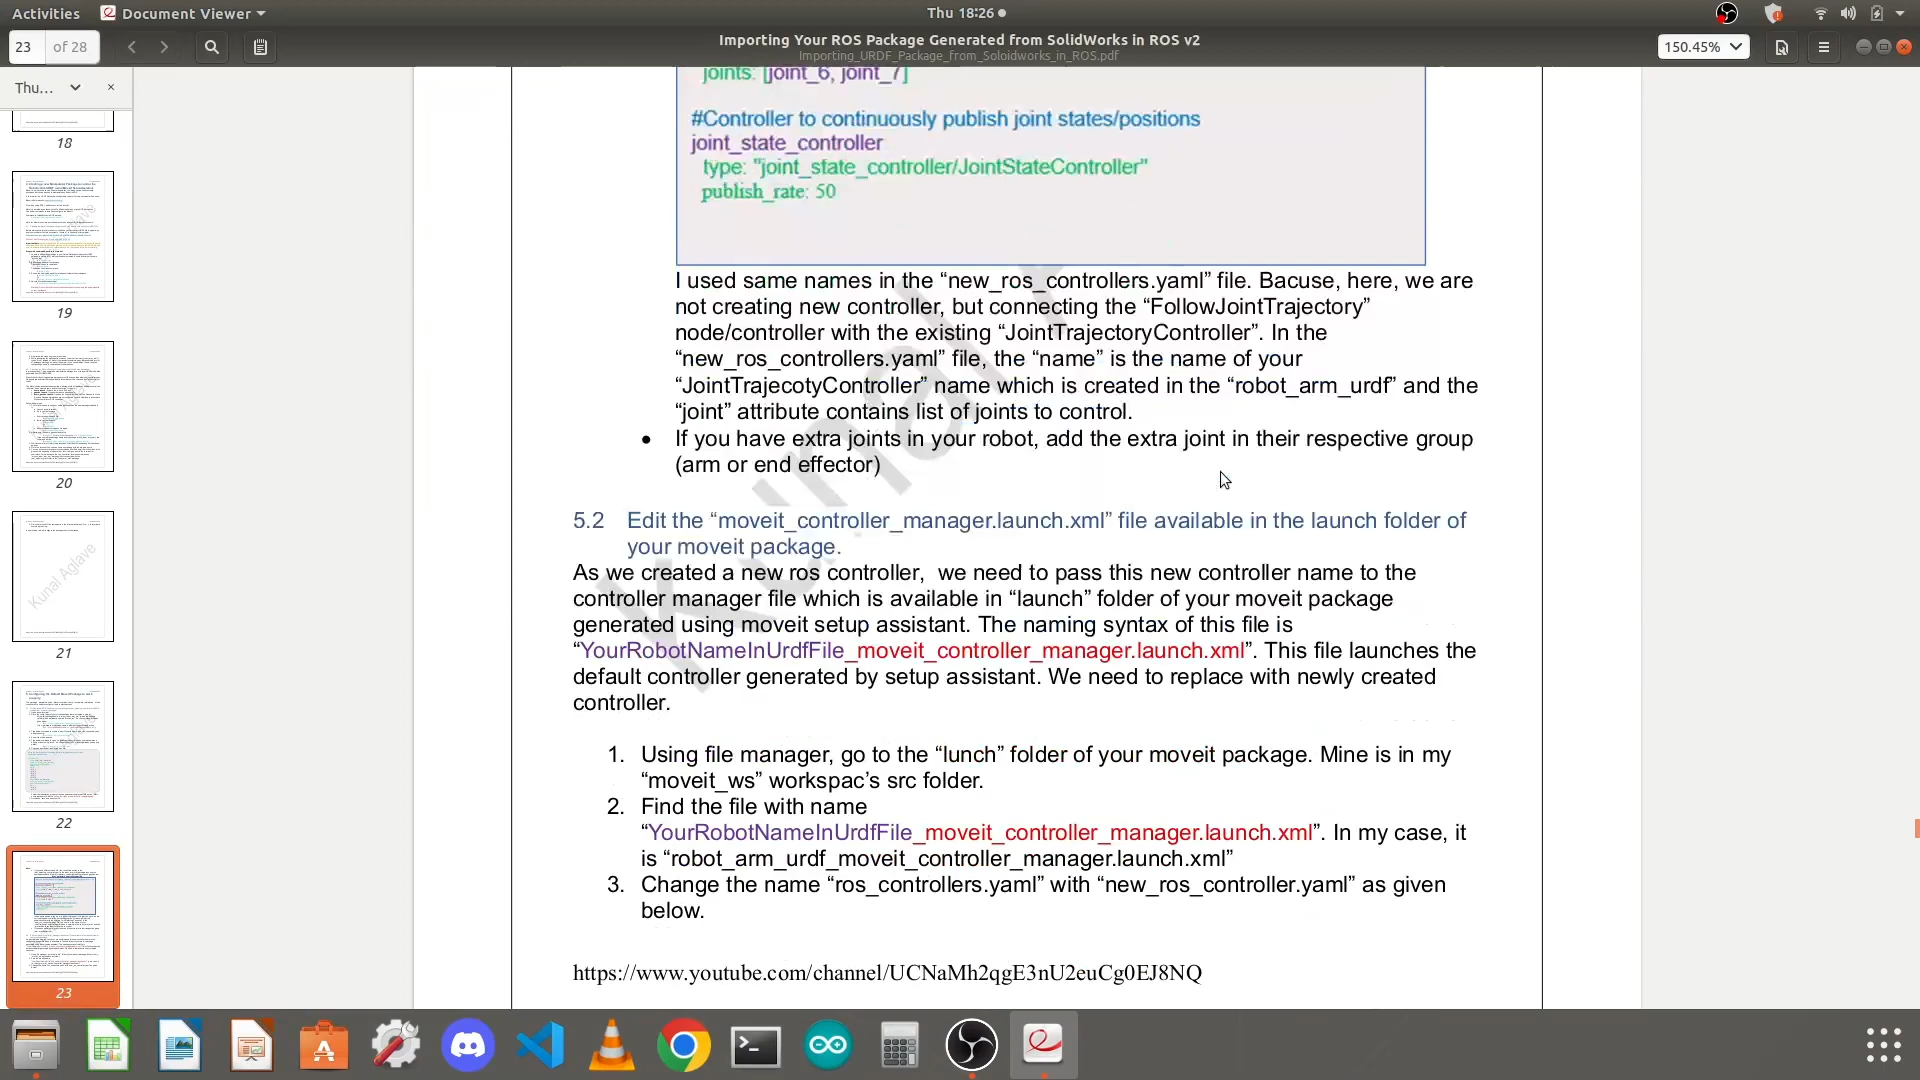 Activities
Document Viewer
Thu 18:26
23
of 28
Importing Your ROS Package Generated from SolidWorks in ROS v2
Importing_URDF_Package_from_Soloidworks_in_ROS.pdf
150.45%
Thu...
18
19
20
Kunal Aglave
21
22
23
joints: [joint_6, joint_7]
#Controller to continuously publish joint states/positions
joint_state_controller
type: "joint_state_controller/JointStateController"
publish_rate: 50
I used same names in the “new_ros_controllers.yaml” file. Bacuse, here, we are
not creating new controller, but connecting the “FollowJointTrajectory”
node/controller with the existing “JointTrajectoryController”. In the
“new_ros_controllers.yaml” file, the “name” is the name of your
“JointTrajecotyController” name which is created in the “robot_arm_urdf” and the
“joint” attribute contains list of joints to control.
• If you have extra joints in your robot, add the extra joint in their respective group
(arm or end effector)
5.2 Edit the “moveit_controller_manager.launch.xml” file available in the launch folder of
your moveit package.
As we created a new ros controller, we need to pass this new controller name to the
controller manager file which is available in “launch” folder of your moveit package
generated using moveit setup assistant. The naming syntax of this file is
“YourRobotNameInUrdfFile_moveit_controller_manager.launch.xml”. This file launches the
default controller generated by setup assistant. We need to replace with newly created
controller.
1. Using file manager, go to the “lunch” folder of your moveit package. Mine is in my
“moveit_ws” workspac’s src folder.
2. Find the file with name
“YourRobotNameInUrdfFile_moveit_controller_manager.launch.xml”. In my case, it
is “robot_arm_urdf_moveit_controller_manager.launch.xml”
3. Change the name “ros_controllers.yaml” with “new_ros_controller.yaml” as given
below.
https://www.youtube.com/channel/UCNaMh2qgE3nU2euCg0EJ8NQ
Kunal